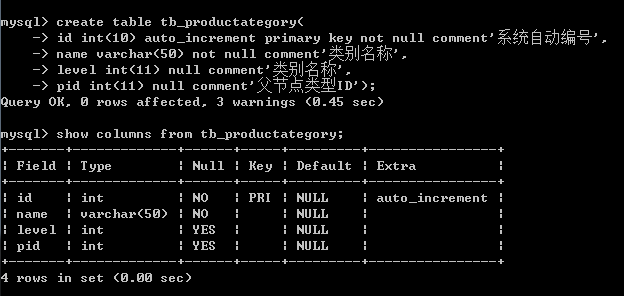 mysql> create table tb_productategory(
    -> id int(10) auto_increment primary key not null comment'系统自动编号',
    -> name varchar(50) not null comment'类别名称',
    -> level int(11) null comment'类别名称',
    -> pid int(11) null comment'父节点类型ID');
Query OK, 0 rows affected, 3 warnings (0.45 sec)
mysql> show columns from tb_productategory;
+-------+-------------+------+-----+---------+----------------+
| Field | Type        | Null | Key | Default | Extra          |
+-------+-------------+------+-----+---------+----------------+
| id    | int         | NO   | PRI | NULL    | auto_increment |
| name  | varchar(50) | NO   |     | NULL    |                |
| level | int         | YES  |     | NULL    |                |
| pid   | int         | YES  |     | NULL    |                |
+-------+-------------+------+-----+---------+----------------+
4 rows in set (0.00 sec)